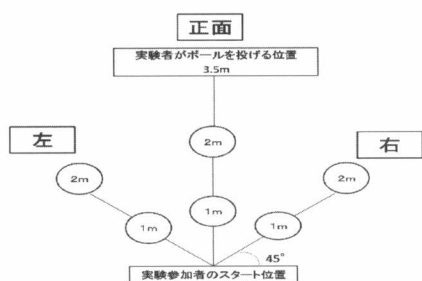 正面
実験者がボールを投げる位置
3.5m
左
右
2m
2m
2m
1m
1m
1m
45°
実験参加者のスタート位置